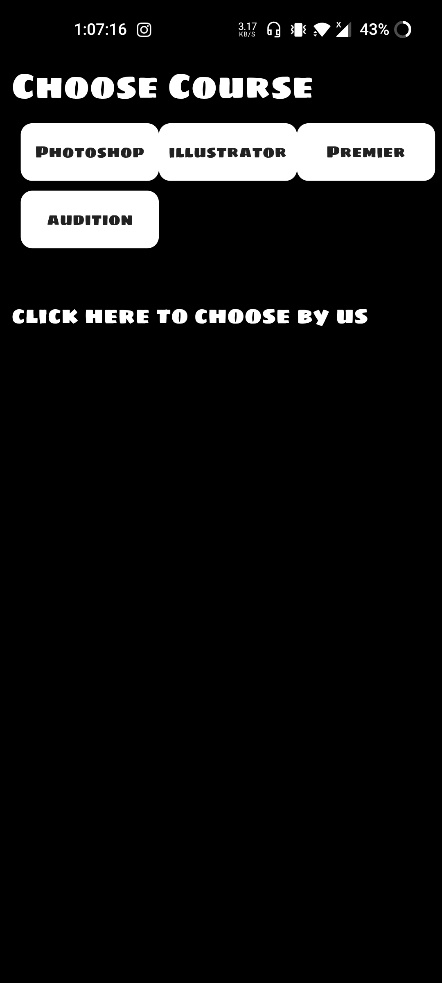 1:07:16 3.17 KB/S X 43%
Choose Course
Photoshop illustrator Premier
audition
click here to choose by us